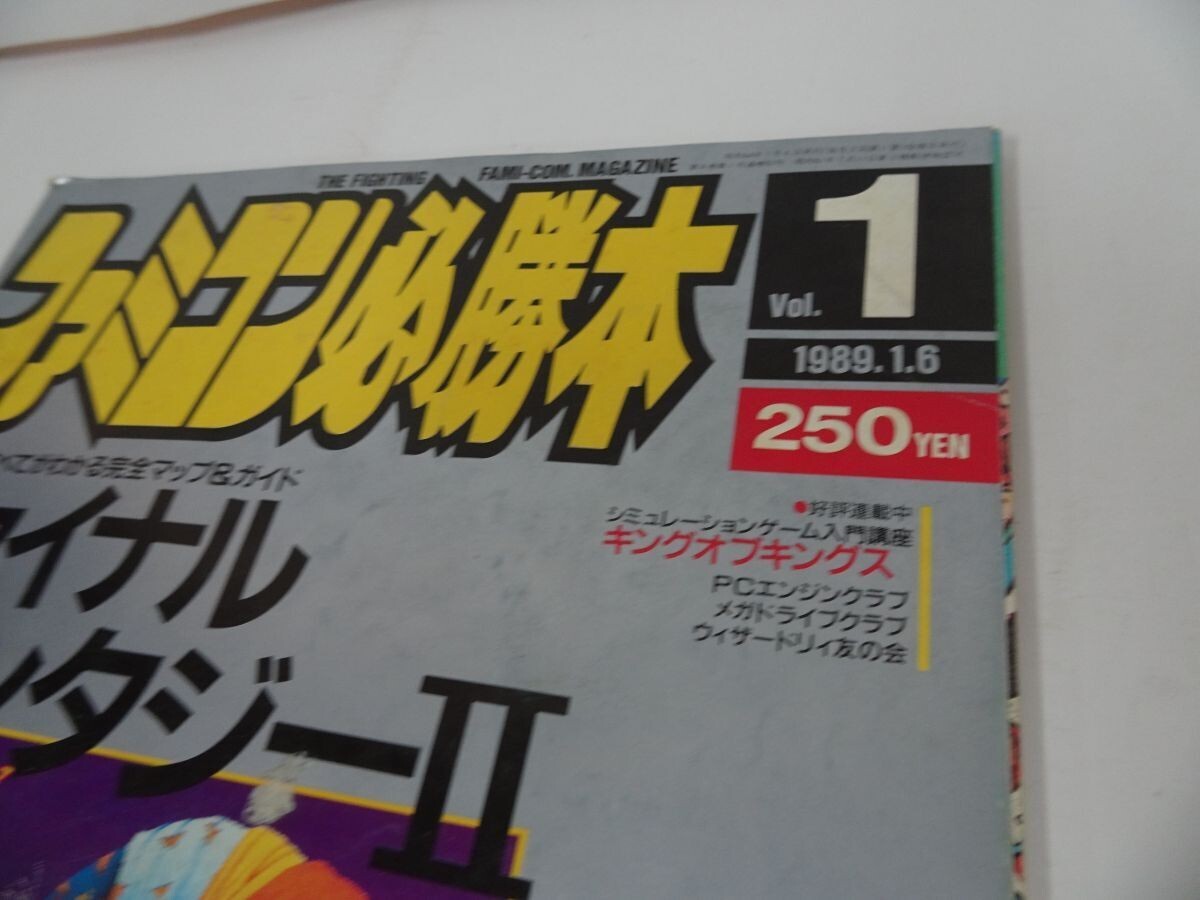 THE FIGHTING FAMI-COM. MAGAZINE
ファミコン必勝本
Vol. 1
1989.1.6
250YEN
べてがわかる完全マップ&ガイド
ァイナル
ンタジーII
●好評連載中
シミュレーションゲーム入門講座
キングオブキングス
PCエンジンクラブ
メガドライブクラブ
ウィザードリィ友の会